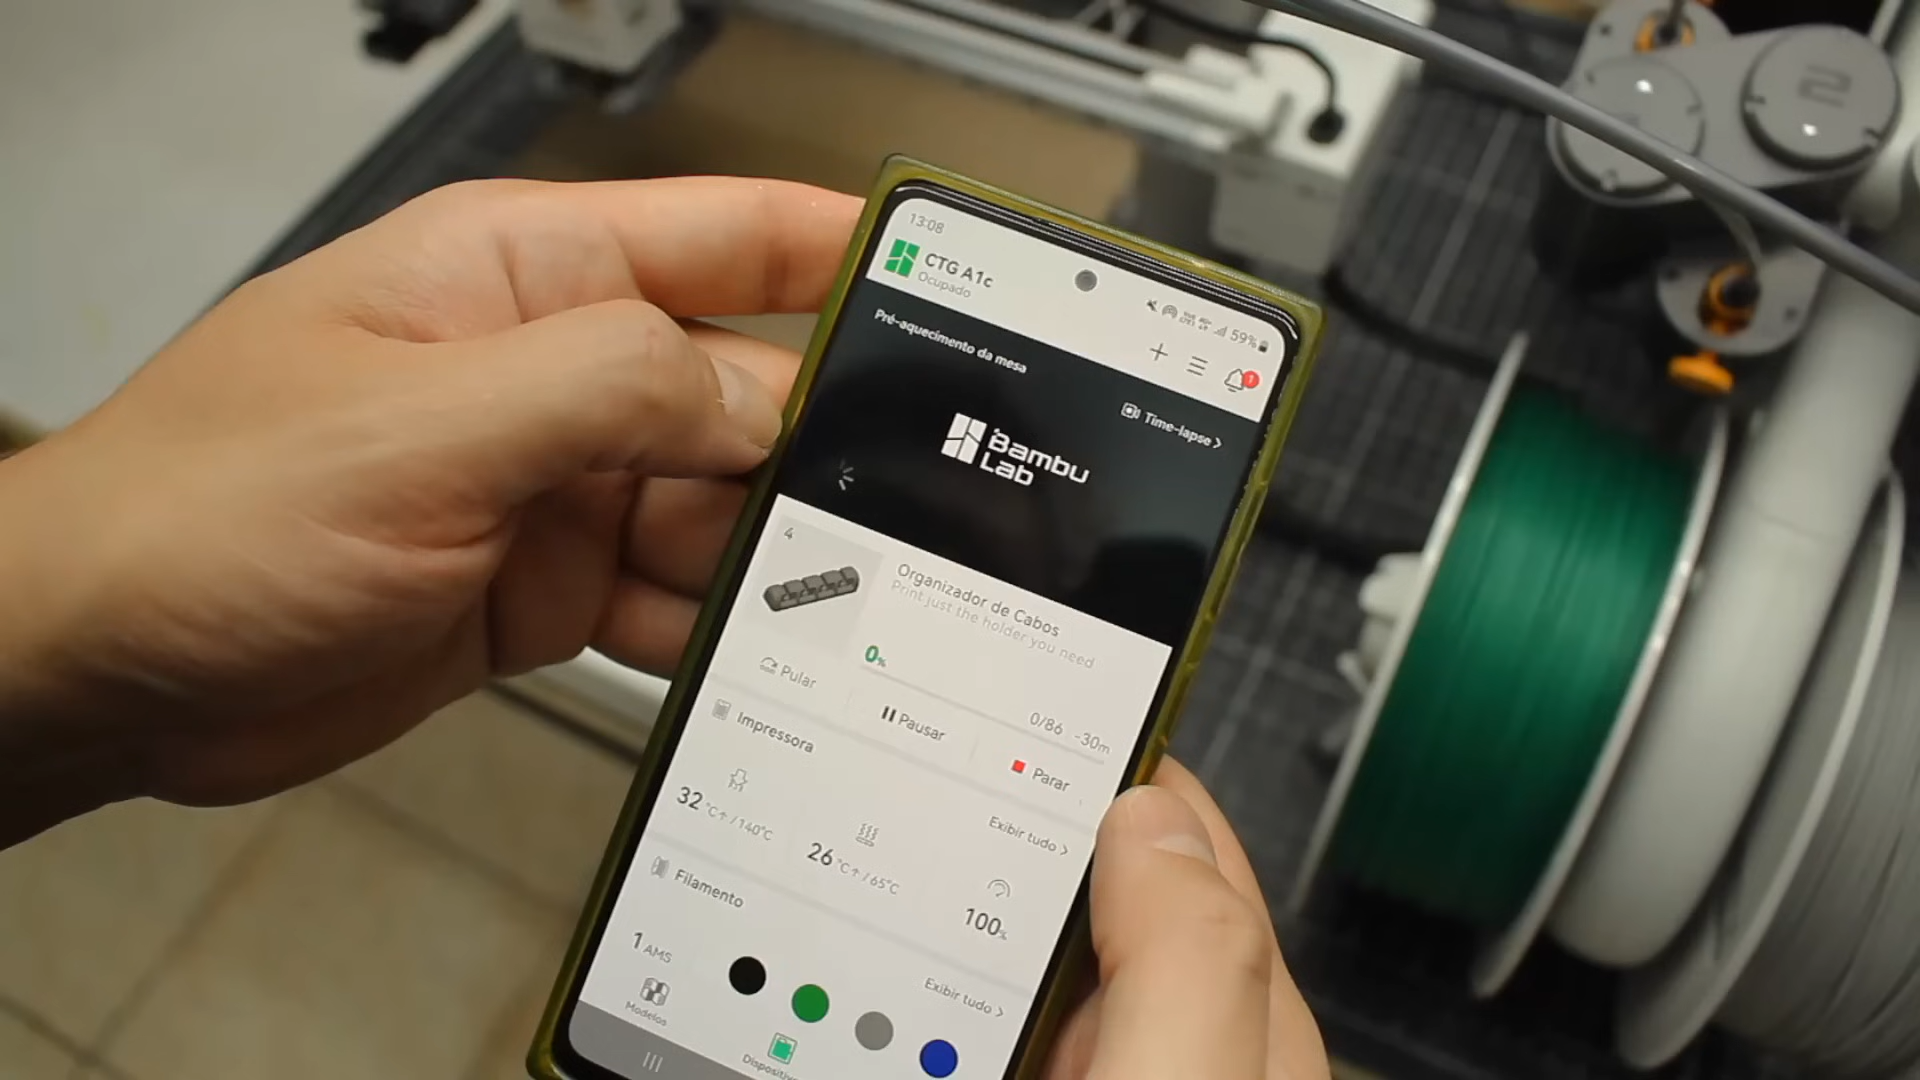 13:08
59%
CTG A1c
Ocupado
1
Pré-aquecimento da mesa
Time-lapse >
Bambu
Lab
4
Organizador de Cabos
Print just the holder you need
0%
0/86 -30m
Pular
Pausar
Parar
Impressora
Exibir tudo >
32 °C↑/140°C
26 °C↑/65°C
100%
Filamento
Exibir tudo >
1 AMS
Modelos
2